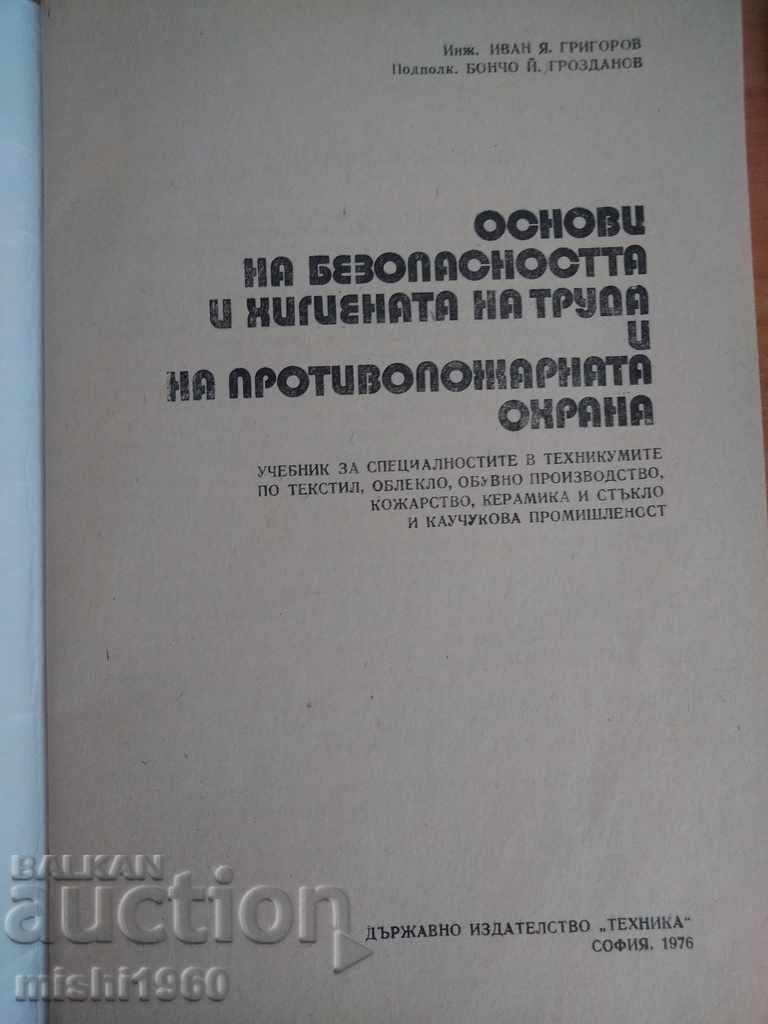 Инж. ИВАН Я. ГРИГОРОВ
Подполк. БОНЧО Й. ГРОЗДАНОВ
ОСНОВИ
НА БЕЗОПАСНОСТТА
И ХИГИЕНАТА НА ТРУДА
И
НА ПРОТИВОПОЖАРНАТА
ОХРАНА
УЧЕБНИК ЗА СПЕЦИАЛНОСТИТЕ В ТЕХНИКУМИТЕ
ПО ТЕКСТИЛ, ОБЛЕКЛО, ОБУВНО ПРОИЗВОДСТВО,
КОЖАРСТВО, КЕРАМИКА И СТЪКЛО
И КАУЧУКОВА ПРОМИШЛЕНОСТ
BALKAN
auction
ДЪРЖАВНО ИЗДАТЕЛСТВО „ТЕХНИКА"
СОФИЯ, 1976
mishi1960